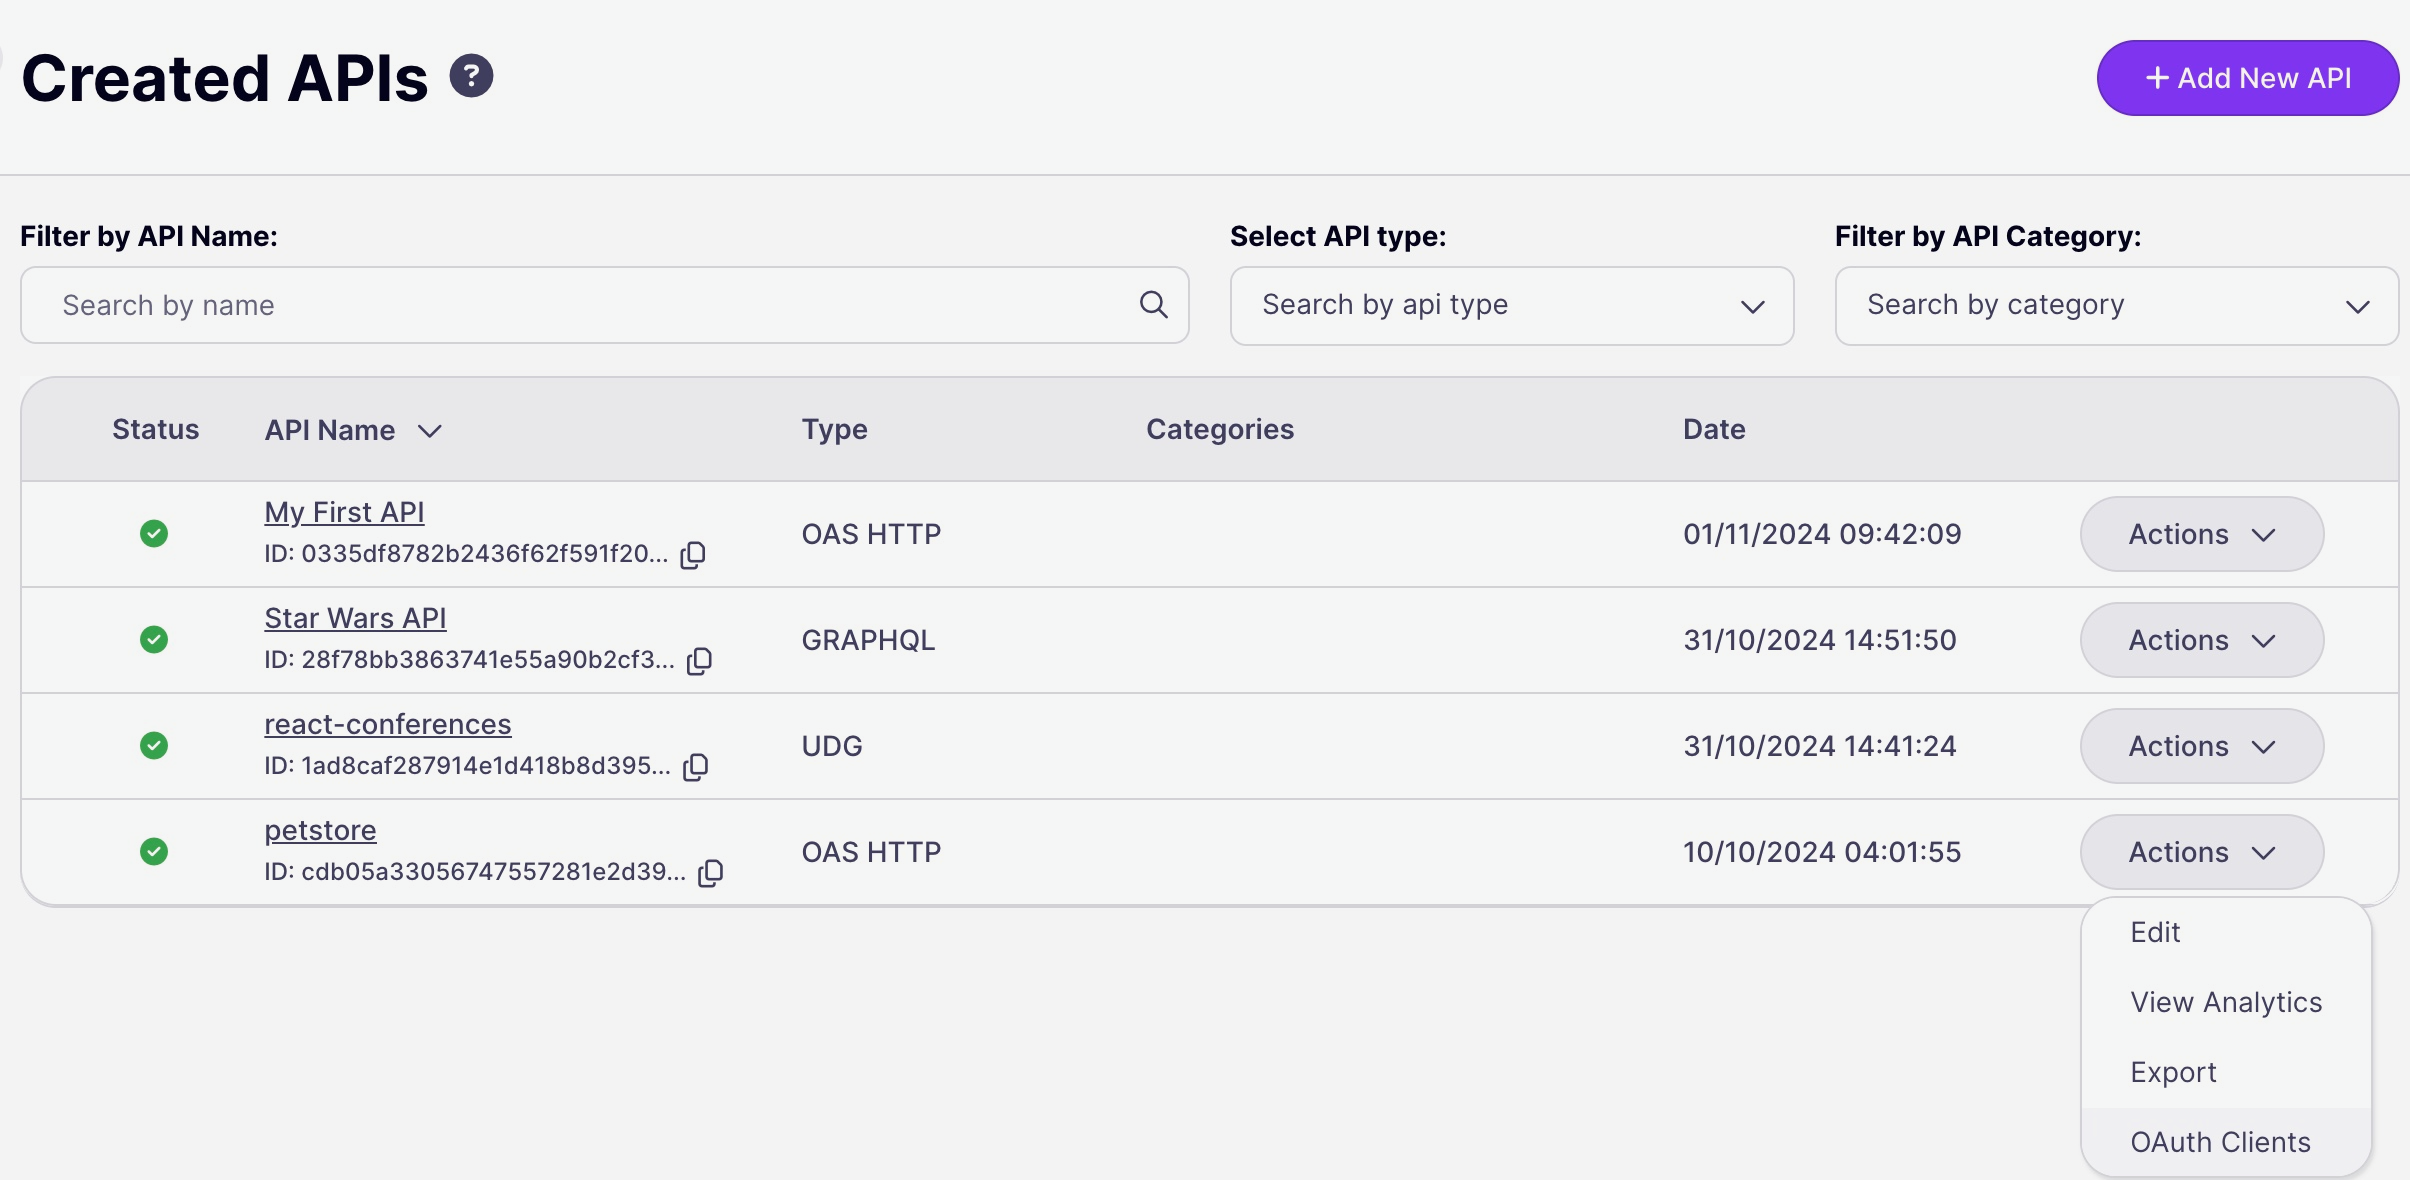 Created APIs ?
+ Add New API
Filter by API Name:
Select API type:
Filter by API Category:
Search by name
Search by api type
Search by category
Status API Name Type Categories Date
My First API
ID: 0335df8782b2436f62f591f20...
OAS HTTP
01/11/2024 09:42:09
Actions
Star Wars API
ID: 28f78bb3863741e55a90b2cf3...
GRAPHQL
31/10/2024 14:51:50
Actions
react-conferences
ID: 1ad8caf287914e1d418b8d395...
UDG
31/10/2024 14:41:24
Actions
petstore
ID: cdb05a33056747557281e2d39...
OAS HTTP
10/10/2024 04:01:55
Actions
Edit
View Analytics
Export
OAuth Clients